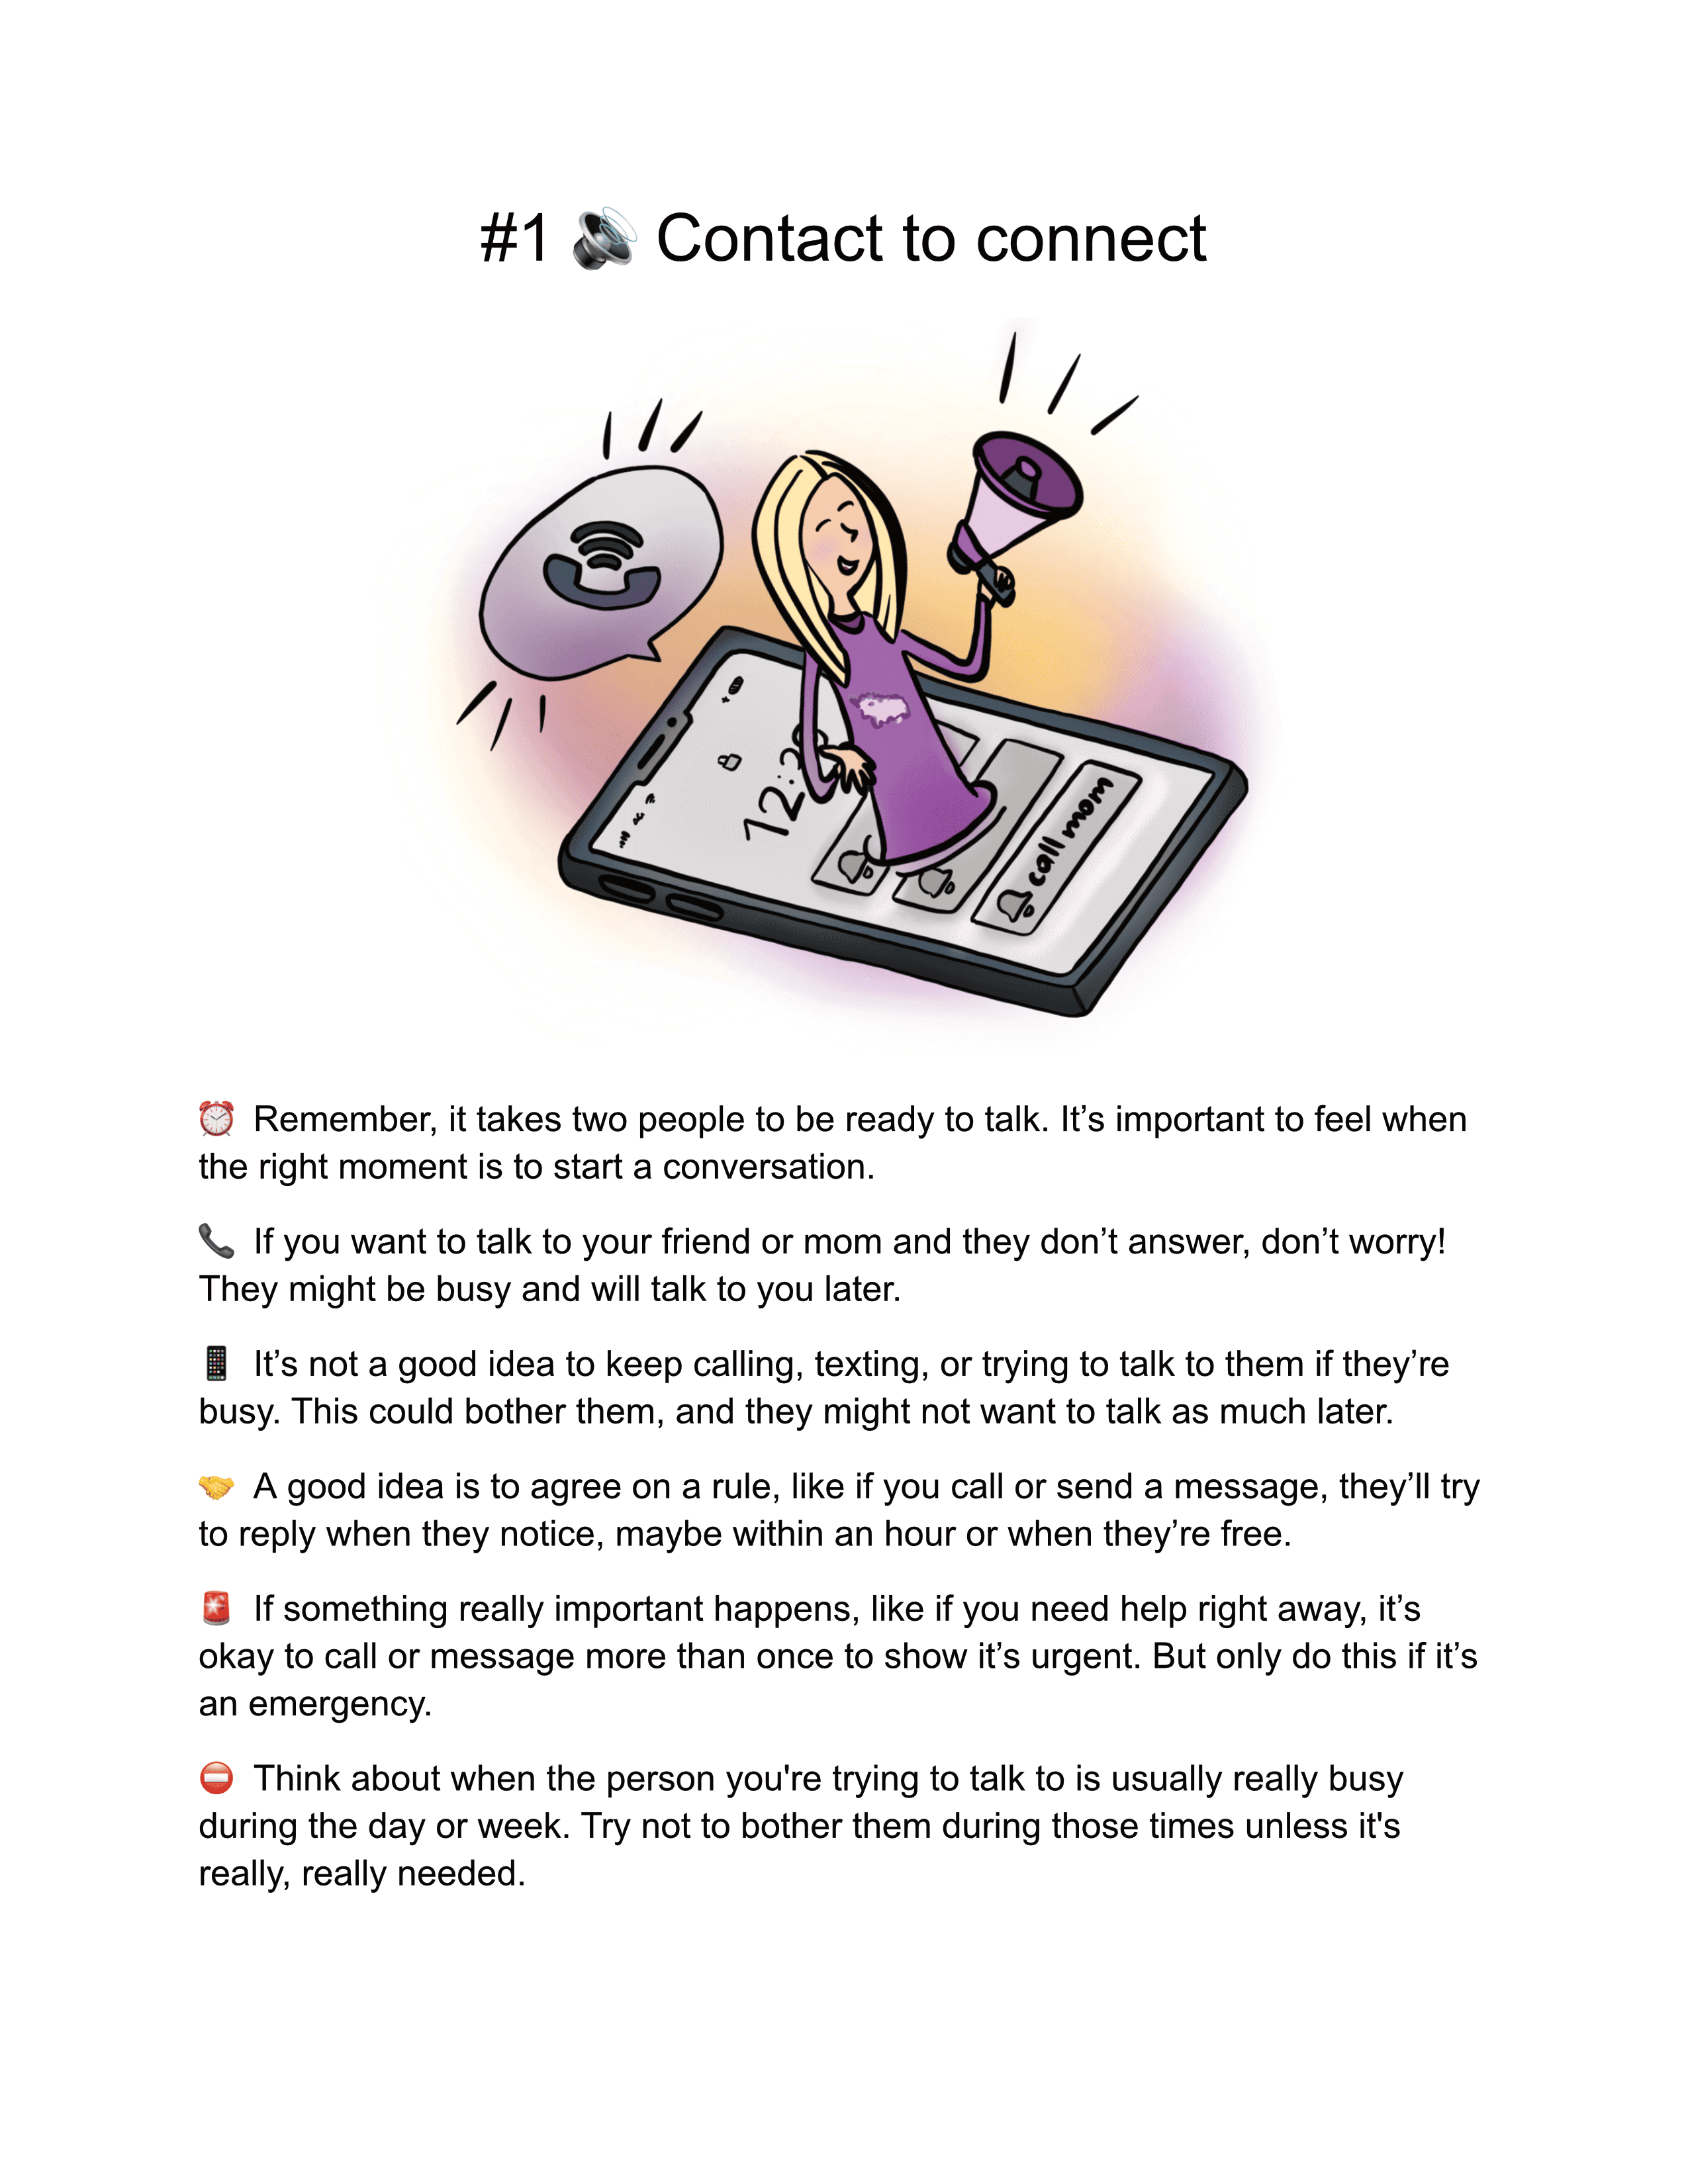 #1 🔊 Contact to connect
12:2
call mom
⏰ Remember, it takes two people to be ready to talk. It’s important to feel when
the right moment is to start a conversation.
📞 If you want to talk to your friend or mom and they don’t answer, don’t worry!
They might be busy and will talk to you later.
📱 It’s not a good idea to keep calling, texting, or trying to talk to them if they’re
busy. This could bother them, and they might not want to talk as much later.
🤝 A good idea is to agree on a rule, like if you call or send a message, they’ll try
to reply when they notice, maybe within an hour or when they’re free.
🚨 If something really important happens, like if you need help right away, it’s
okay to call or message more than once to show it’s urgent. But only do this if it’s
an emergency.
⛔ Think about when the person you're trying to talk to is usually really busy
during the day or week. Try not to bother them during those times unless it's
really, really needed.